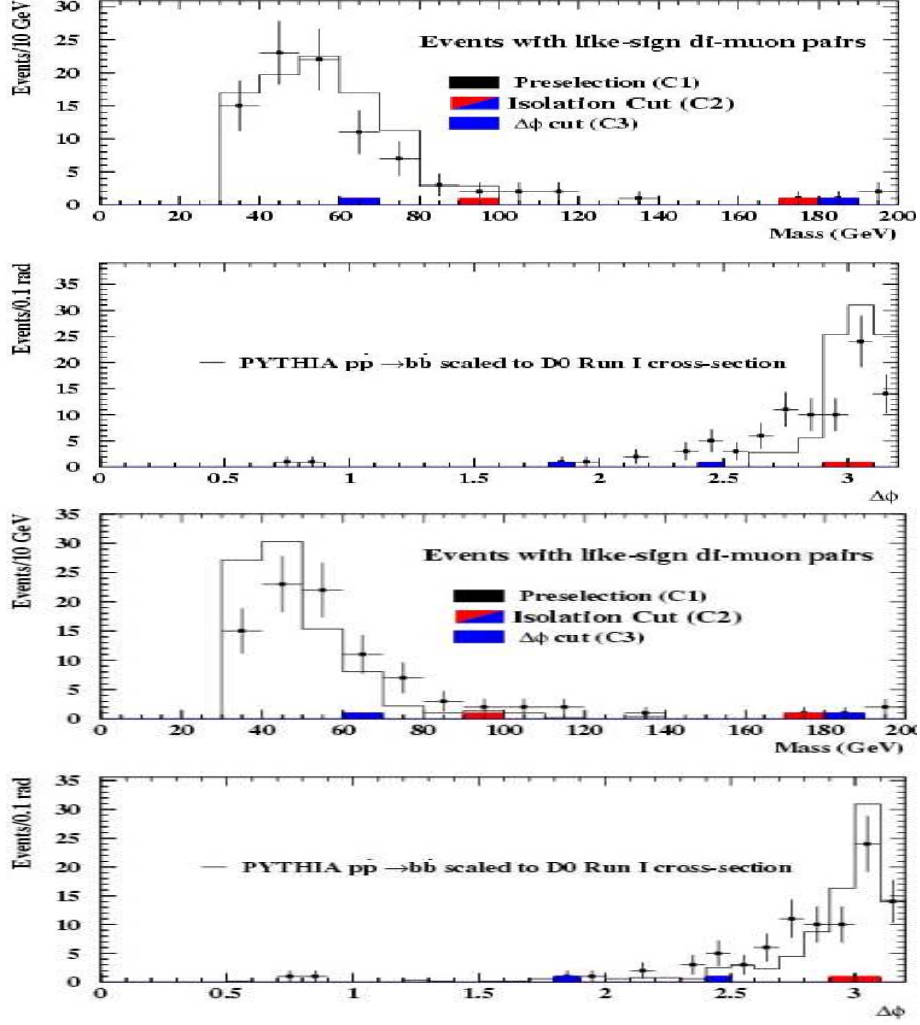 Events/10 GeV
30
25
20
15
10
5
0
Events with like-sign di-muon pairs
Preselection (C1)
Isolation Cut (C2)
Δϕ cut (C3)
0 20 40 60 80 100 120 140 160 180 200
Mass (GeV)
Events/0.1 rad
35
30
25
20
15
10
5
0
PYTHIA pp̄ →bb̄ scaled to D0 Run I cross-section
0 0.5 1 1.5 2 2.5 3
Δϕ
Events/10 GeV
35
30
25
20
15
10
5
0
Events with like-sign di-muon pairs
Preselection (C1)
Isolation Cut (C2)
Δϕ cut (C3)
0 20 40 60 80 100 120 140 160 180 200
Mass (GeV)
Events/0.1 rad
35
30
25
20
15
10
5
0
PYTHIA pp̄ →bb̄ scaled to D0 Run I cross-section
0 0.5 1 1.5 2 2.5 3
Δϕ